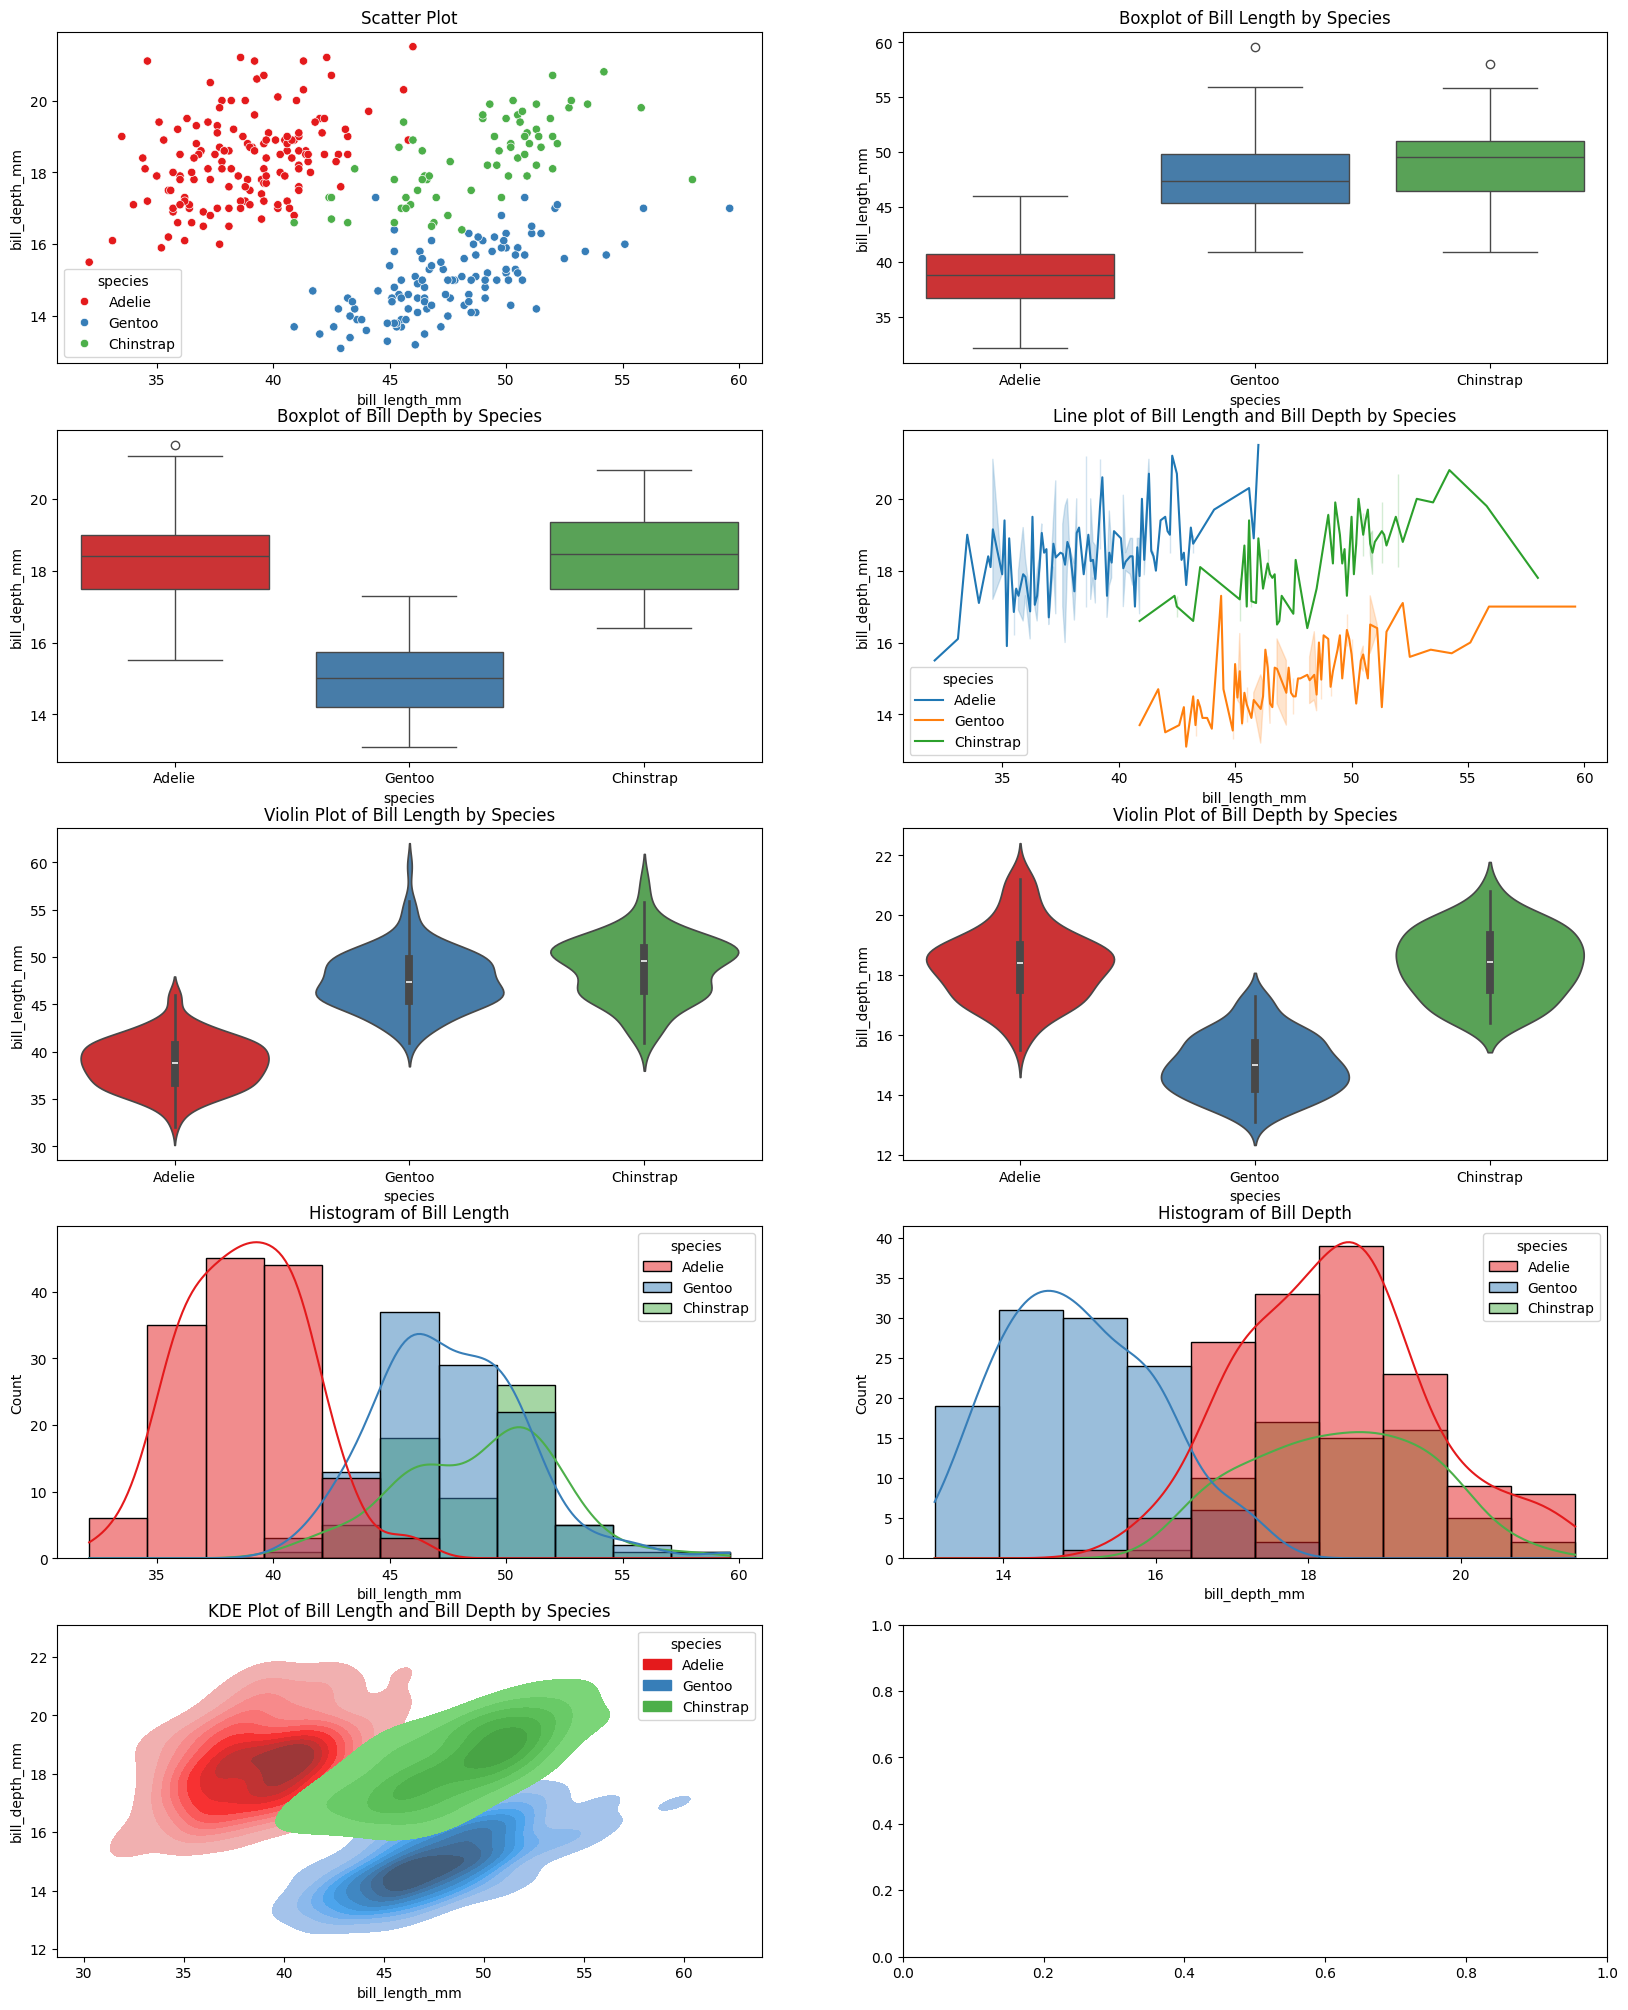 Scatter Plot
bill_depth_mm
20
18
16
14
species
Adelie
Gentoo
Chinstrap
35 40 45 50 55 60
bill_length_mm
Boxplot of Bill Length by Species
bill_length_mm
60
55
50
45
40
35
Adelie Gentoo Chinstrap
species
Boxplot of Bill Depth by Species
bill_depth_mm
20
18
16
14
Adelie Gentoo Chinstrap
species
Line plot of Bill Length and Bill Depth by Species
bill_depth_mm
20
18
16
14
species
Adelie
Gentoo
Chinstrap
35 40 45 50 55 60
bill_length_mm
Violin Plot of Bill Length by Species
bill_length_mm
60
55
50
45
40
35
30
Adelie Gentoo Chinstrap
species
Violin Plot of Bill Depth by Species
bill_depth_mm
22
20
18
16
14
12
Adelie Gentoo Chinstrap
species
Histogram of Bill Length
Count
40
30
20
10
0
species
Adelie
Gentoo
Chinstrap
35 40 45 50 55 60
bill_length_mm
Histogram of Bill Depth
Count
40
35
30
25
20
15
10
5
0
species
Adelie
Gentoo
Chinstrap
14 16 18 20
bill_depth_mm
KDE Plot of Bill Length and Bill Depth by Species
bill_depth_mm
22
20
18
16
14
12
species
Adelie
Gentoo
Chinstrap
30 35 40 45 50 55 60
bill_length_mm
1.0
0.8
0.6
0.4
0.2
0.0
0.0 0.2 0.4 0.6 0.8 1.0